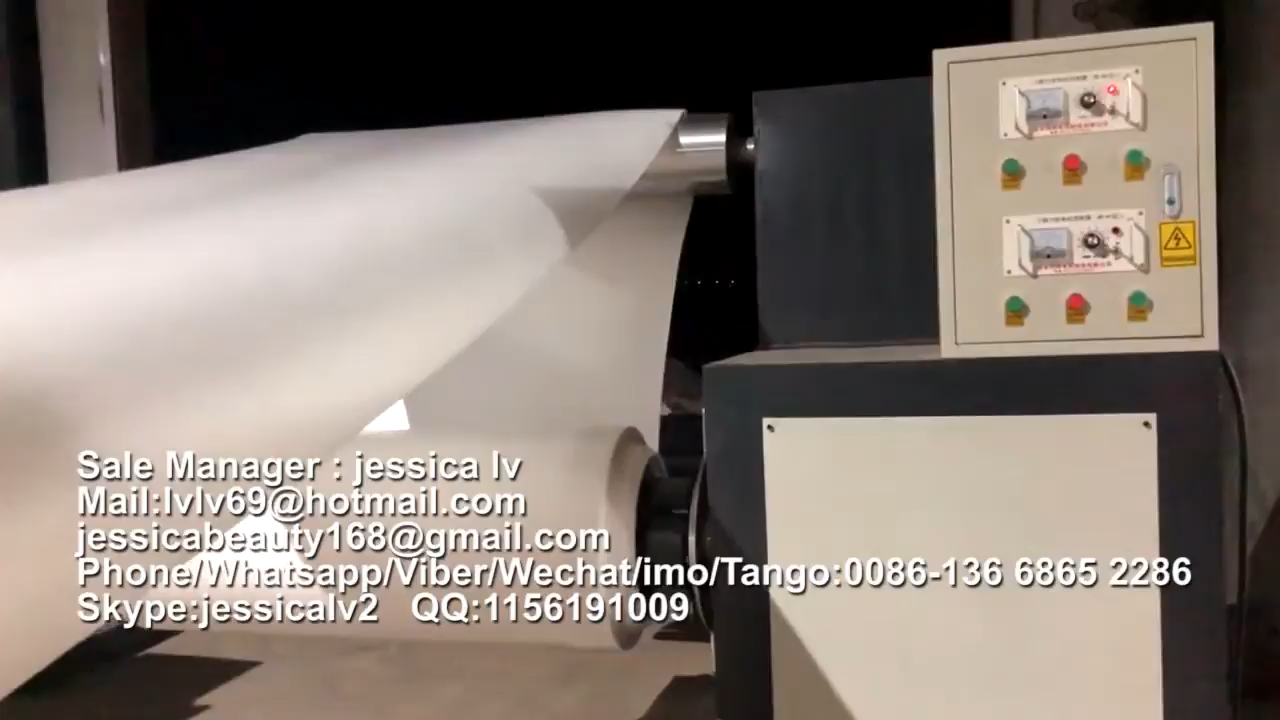 Sale Manager : jessica lv
Mail:lvlv69@hotmail.com
jessicabeauty168@gmail.com
Phone/Whatsapp/Viber/Wechat/imo/Tango:0086-136 6865 2286
Skype:jessicalv2 QQ:1156191009